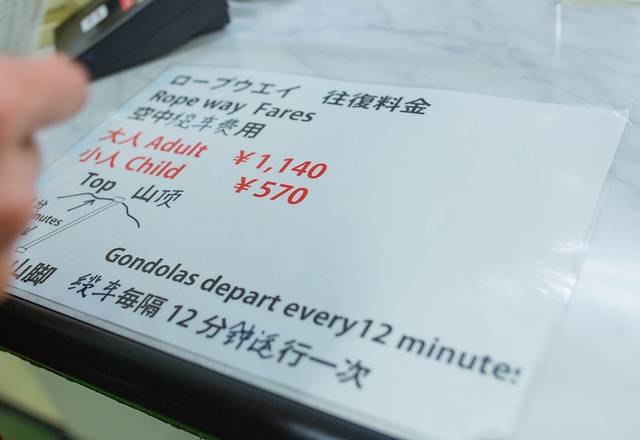 ロープウエイ 往復料金
Rope way Fares
空中缆车费用
大人 Adult ￥1,140
小人 Child ￥570
Top 山顶
分
山脚
Gondolas depart every12 minutes
缆车每隔 12 分钟运行一次